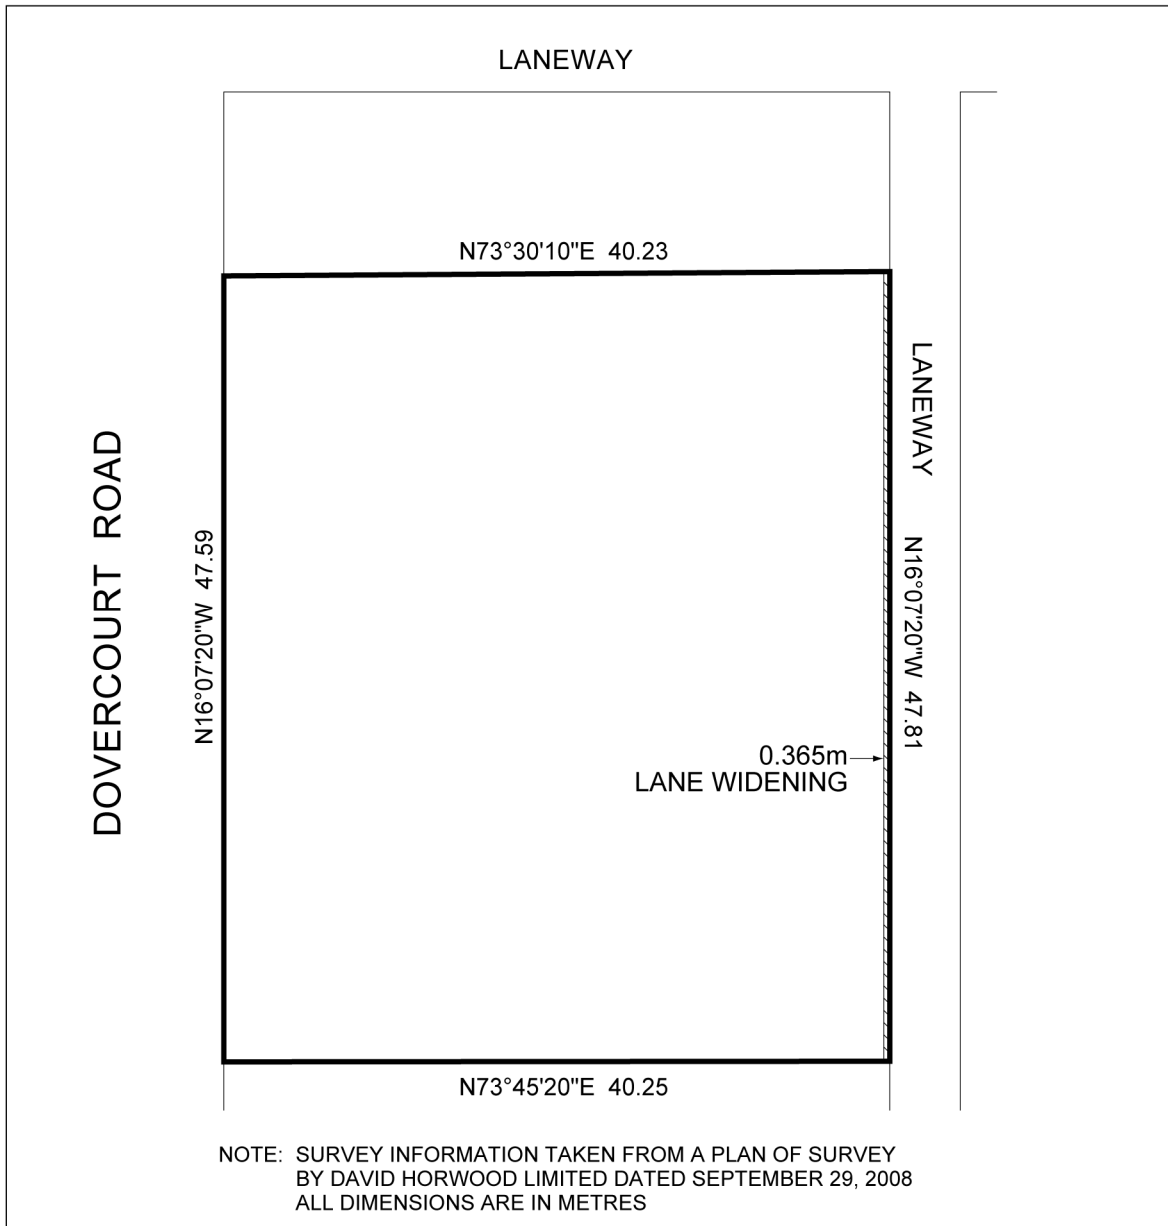 LANEWAY
N73°30'10"E 40.23
LANEWAY
DOVERCOURT ROAD
N16°07'20"W 47.59
N16°07'20"W 47.81
0.365m
LANE WIDENING
N73°45'20"E 40.25
NOTE: SURVEY INFORMATION TAKEN FROM A PLAN OF SURVEY
BY DAVID HORWOOD LIMITED DATED SEPTEMBER 29, 2008
ALL DIMENSIONS ARE IN METRES